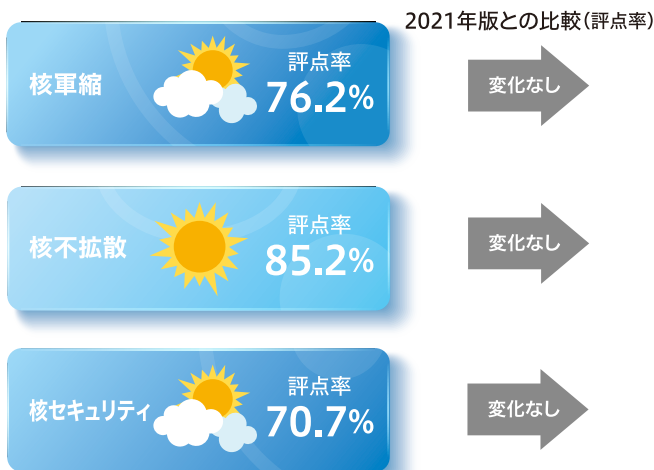 2021年版との比較(評点率)
核軍縮
評点率
76.2%
変化なし
核不拡散
評点率
85.2%
変化なし
核セキュリティ
評点率
70.7%
変化なし